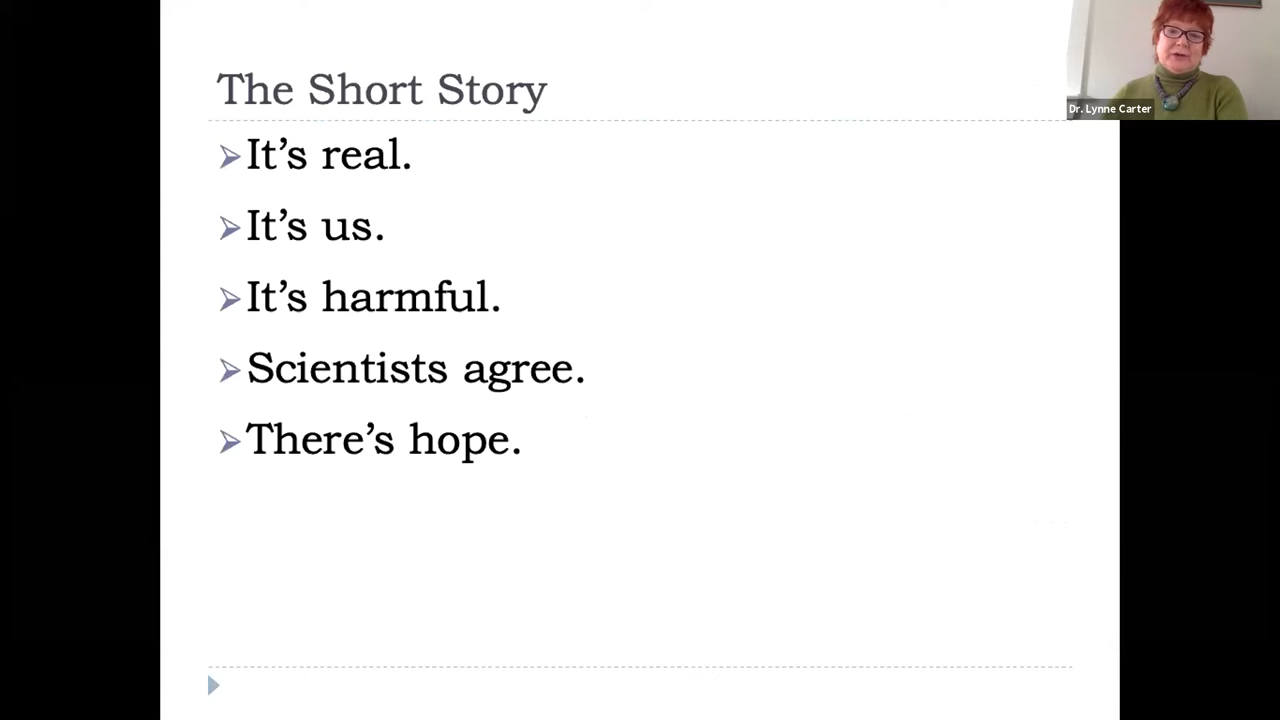 The Short Story
It’s real.
It’s us.
It’s harmful.
Scientists agree.
There’s hope.
Dr. Lynne Carter